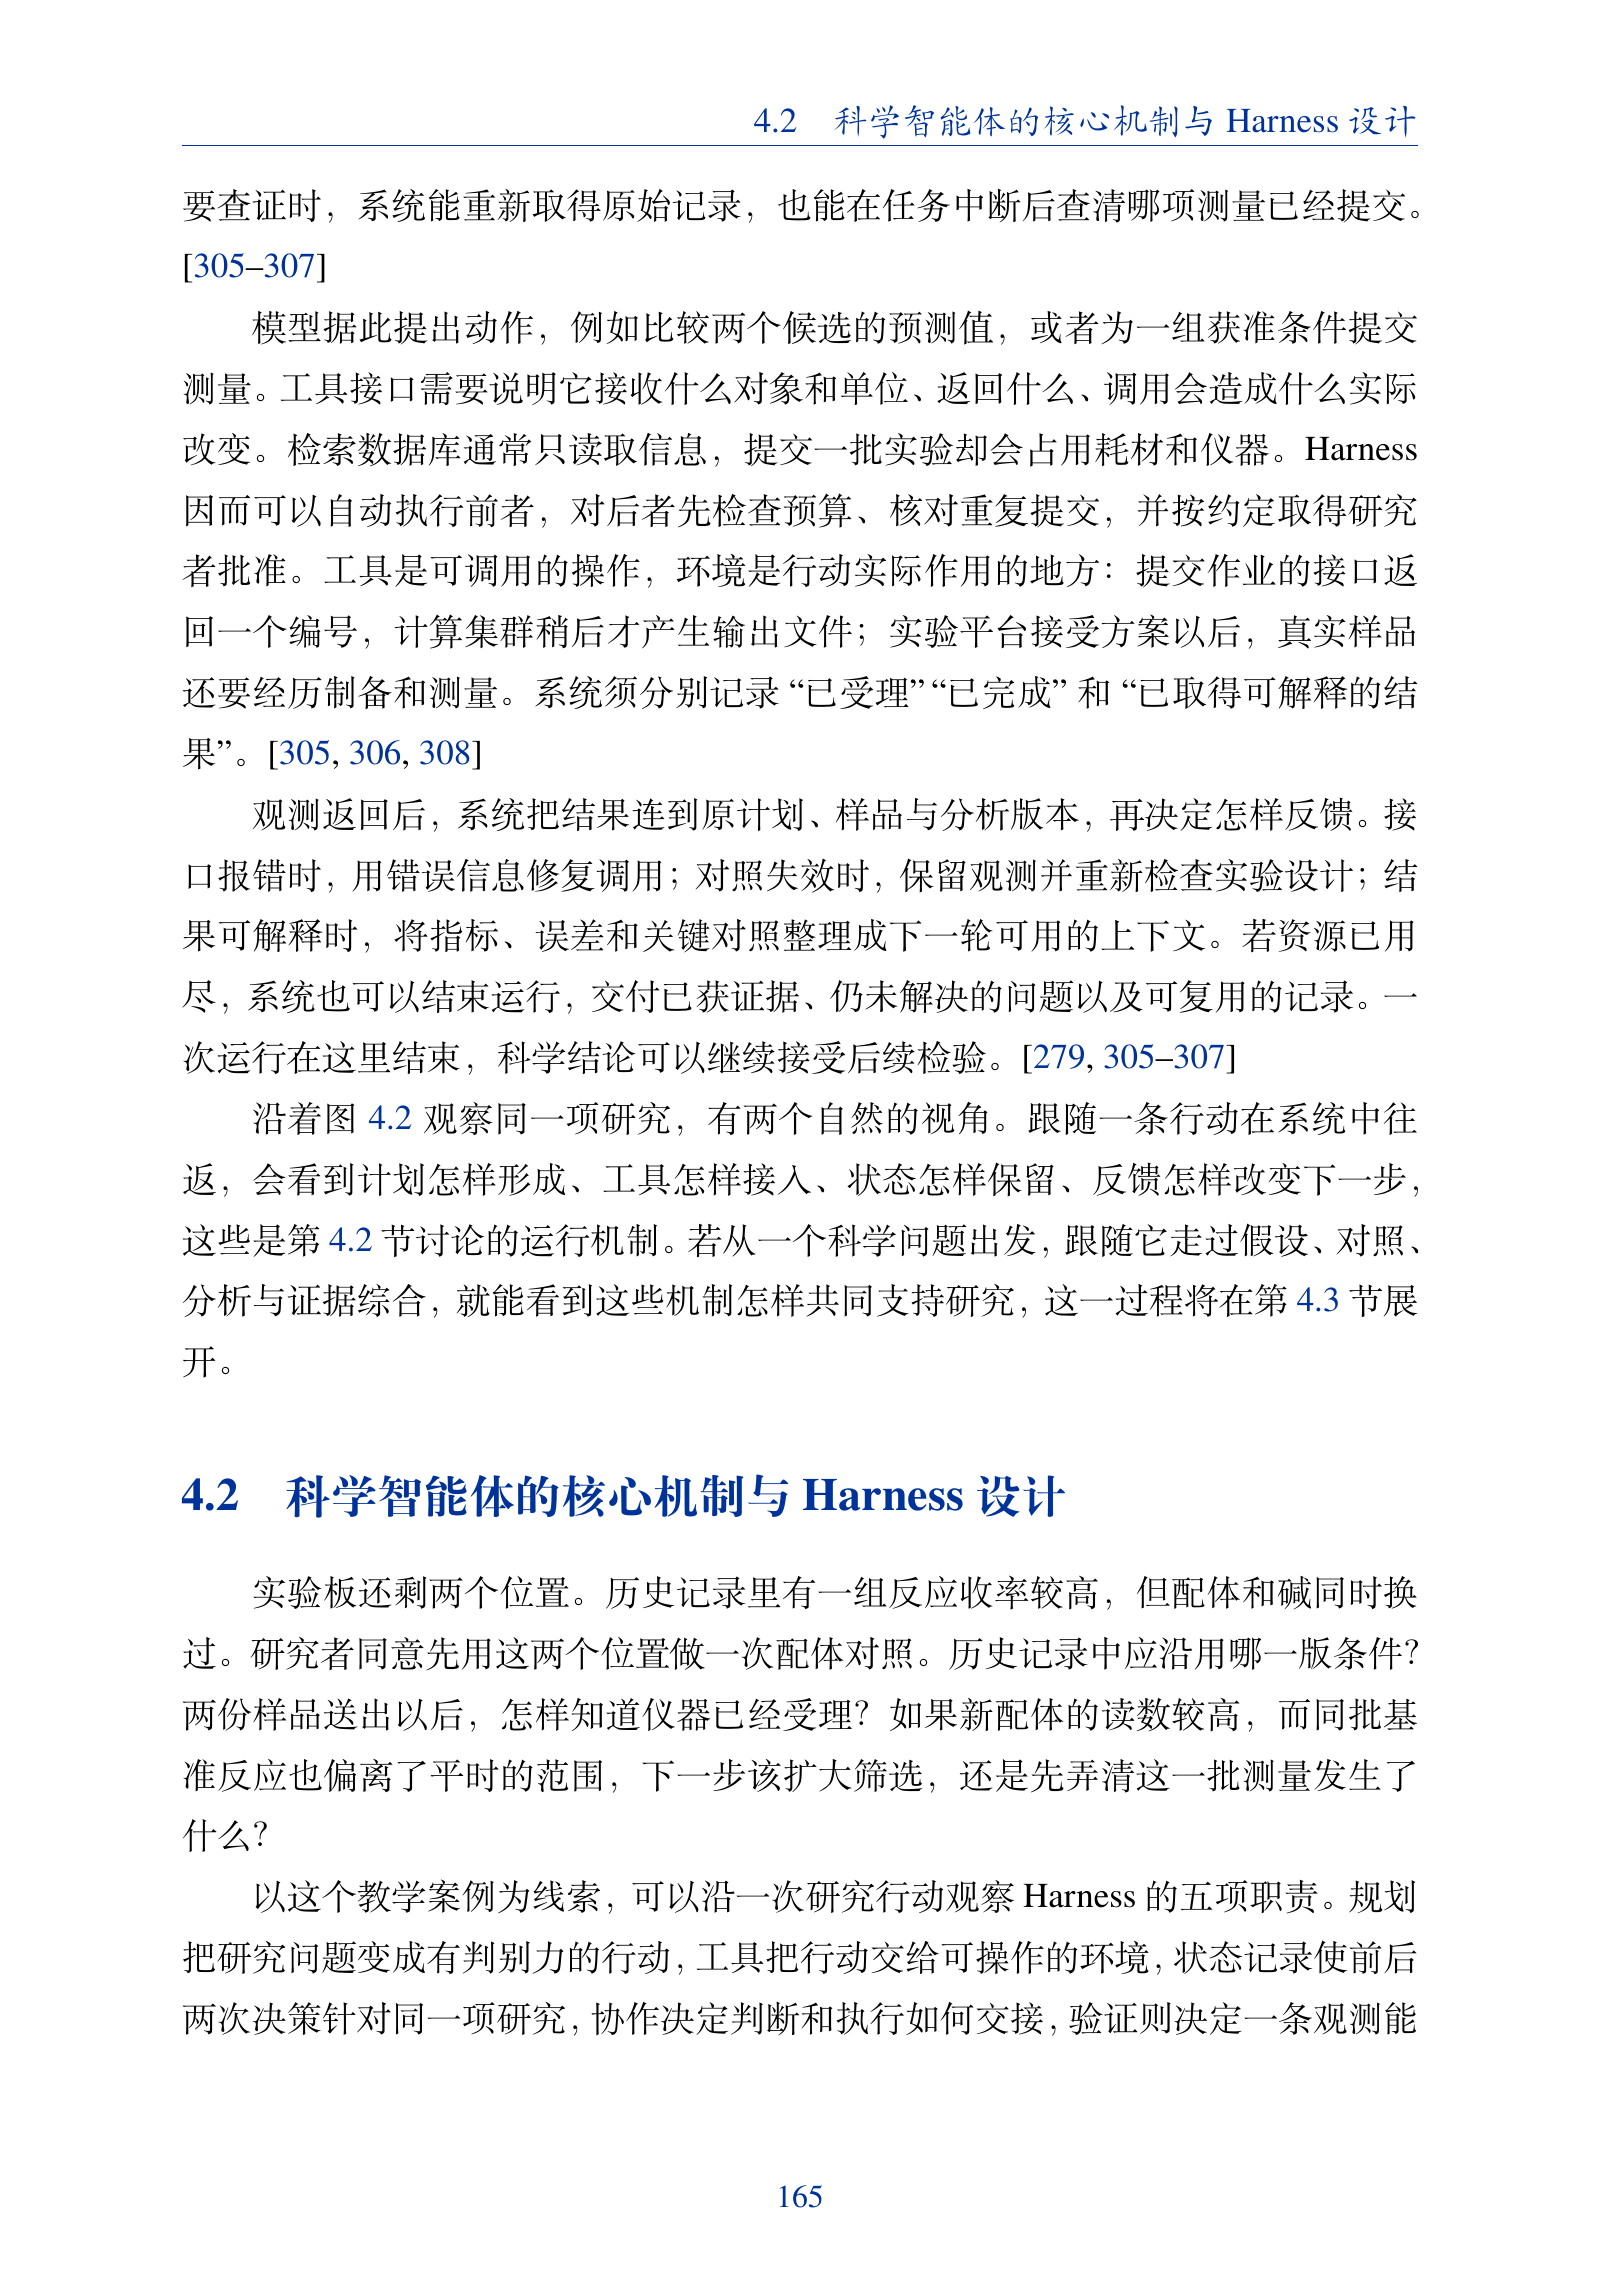 4.2 科学智能体的核心机制与 Harness 设计
要查证时，系统能重新取得原始记录，也能在任务中断后查清哪项测量已经提交。
[305–307]
模型据此提出动作，例如比较两个候选的预测值，或者为一组获准条件提交
测量。工具接口需要说明它接收什么对象和单位、返回什么、调用会造成什么实际
改变。检索数据库通常只读取信息，提交一批实验却会占用耗材和仪器。Harness
因而可以自动执行前者，对后者先检查预算、核对重复提交，并按约定取得研究
者批准。工具是可调用的操作，环境是行动实际作用的地方：提交作业的接口返
回一个编号，计算集群稍后才产生输出文件；实验平台接受方案以后，真实样品
还要经历制备和测量。系统须分别记录 “已受理” “已完成” 和 “已取得可解释的结
果”。[305, 306, 308]
观测返回后，系统把结果连到原计划、样品与分析版本，再决定怎样反馈。接
口报错时，用错误信息修复调用；对照失效时，保留观测并重新检查实验设计；结
果可解释时，将指标、误差和关键对照整理成下一轮可用的上下文。若资源已用
尽，系统也可以结束运行，交付已获证据、仍未解决的问题以及可复用的记录。一
次运行在这里结束，科学结论可以继续接受后续检验。[279, 305–307]
沿着图 4.2 观察同一项研究，有两个自然的视角。跟随一条行动在系统中往
返，会看到计划怎样形成、工具怎样接入、状态怎样保留、反馈怎样改变下一步，
这些是第 4.2 节讨论的运行机制。若从一个科学问题出发，跟随它走过假设、对照、
分析与证据综合，就能看到这些机制怎样共同支持研究，这一过程将在第 4.3 节展
开。
4.2 科学智能体的核心机制与 Harness 设计
实验板还剩两个位置。历史记录里有一组反应收率较高，但配体和碱同时换
过。研究者同意先用这两个位置做一次配体对照。历史记录中应沿用哪一版条件？
两份样品送出以后，怎样知道仪器已经受理？如果新配体的读数较高，而同批基
准反应也偏离了平时的范围，下一步该扩大筛选，还是先弄清这一批测量发生了
什么？
以这个教学案例为线索，可以沿一次研究行动观察 Harness 的五项职责。规划
把研究问题变成有判别力的行动，工具把行动交给可操作的环境，状态记录使前后
两次决策针对同一项研究，协作决定判断和执行如何交接，验证则决定一条观测能
165